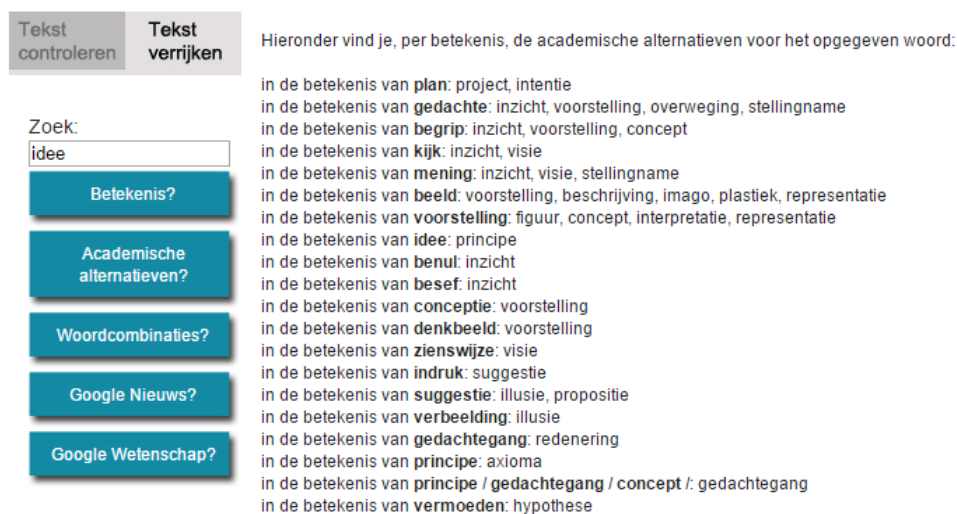 Tekst
controleren
Tekst
verrijken
Zoek:
idee
Betekenis?
Academische
alternatieven?
Woordcombinaties?
Google Nieuws?
Google Wetenschap?
Hieronder vind je, per betekenis, de academische alternatieven voor het opgegeven woord:
in de betekenis van plan: project, intentie
in de betekenis van gedachte: inzicht, voorstelling, overweging, stellingname
in de betekenis van begrip: inzicht, voorstelling, concept
in de betekenis van kijk: inzicht, visie
in de betekenis van mening: inzicht, visie, stellingname
in de betekenis van beeld: voorstelling, beschrijving, imago, plastiek, representatie
in de betekenis van voorstelling: figuur, concept, interpretatie, representatie
in de betekenis van idee: principe
in de betekenis van benul: inzicht
in de betekenis van besef: inzicht
in de betekenis van conceptie: voorstelling
in de betekenis van denkbeeld: voorstelling
in de betekenis van zienswijze: visie
in de betekenis van indruk: suggestie
in de betekenis van suggestie: illusie, propositie
in de betekenis van verbeelding: illusie
in de betekenis van gedachtegang: redenering
in de betekenis van principe: axioma
in de betekenis van principe / gedachtegang / concept /: gedachtegang
in de betekenis van vermoeden: hypothese